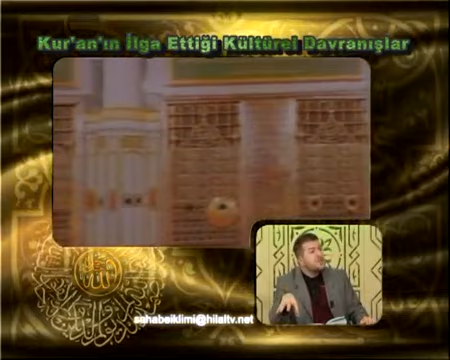 Kur'an'ın İlga Ettiği Kültürel Davranışlar
sahabeiklimi@hilaltv.net